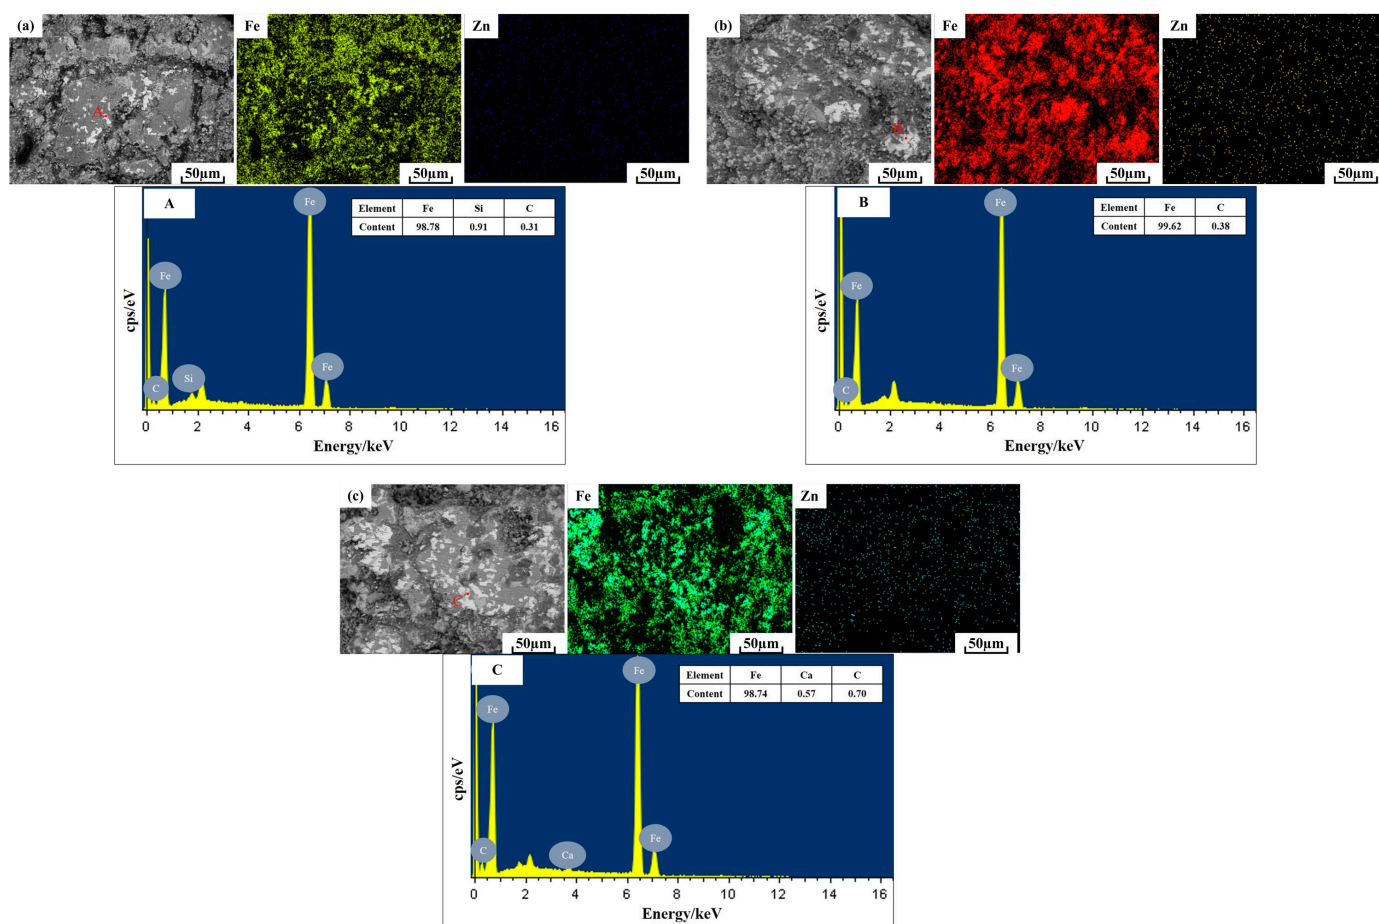 (a) Fe Zn
A
50μm 50μm 50μm
(b) Fe Zn
B
50μm 50μm 50μm
A
Element Fe Si C
Content 98.78 0.91 0.31
Fe
Fe
Fe
Si
C
cps/eV
0 2 4 6 8 10 12 14 16
Energy/keV
B
Element Fe C
Content 99.62 0.38
Fe
Fe
Fe
C
cps/eV
0 2 4 6 8 10 12 14 16
Energy/keV
(c) Fe Zn
C
50μm 50μm 50μm
C
Element Fe Ca C
Content 98.74 0.57 0.70
Fe
Fe
Fe
C
Ca
cps/eV
0 2 4 6 8 10 12 14 16
Energy/keV